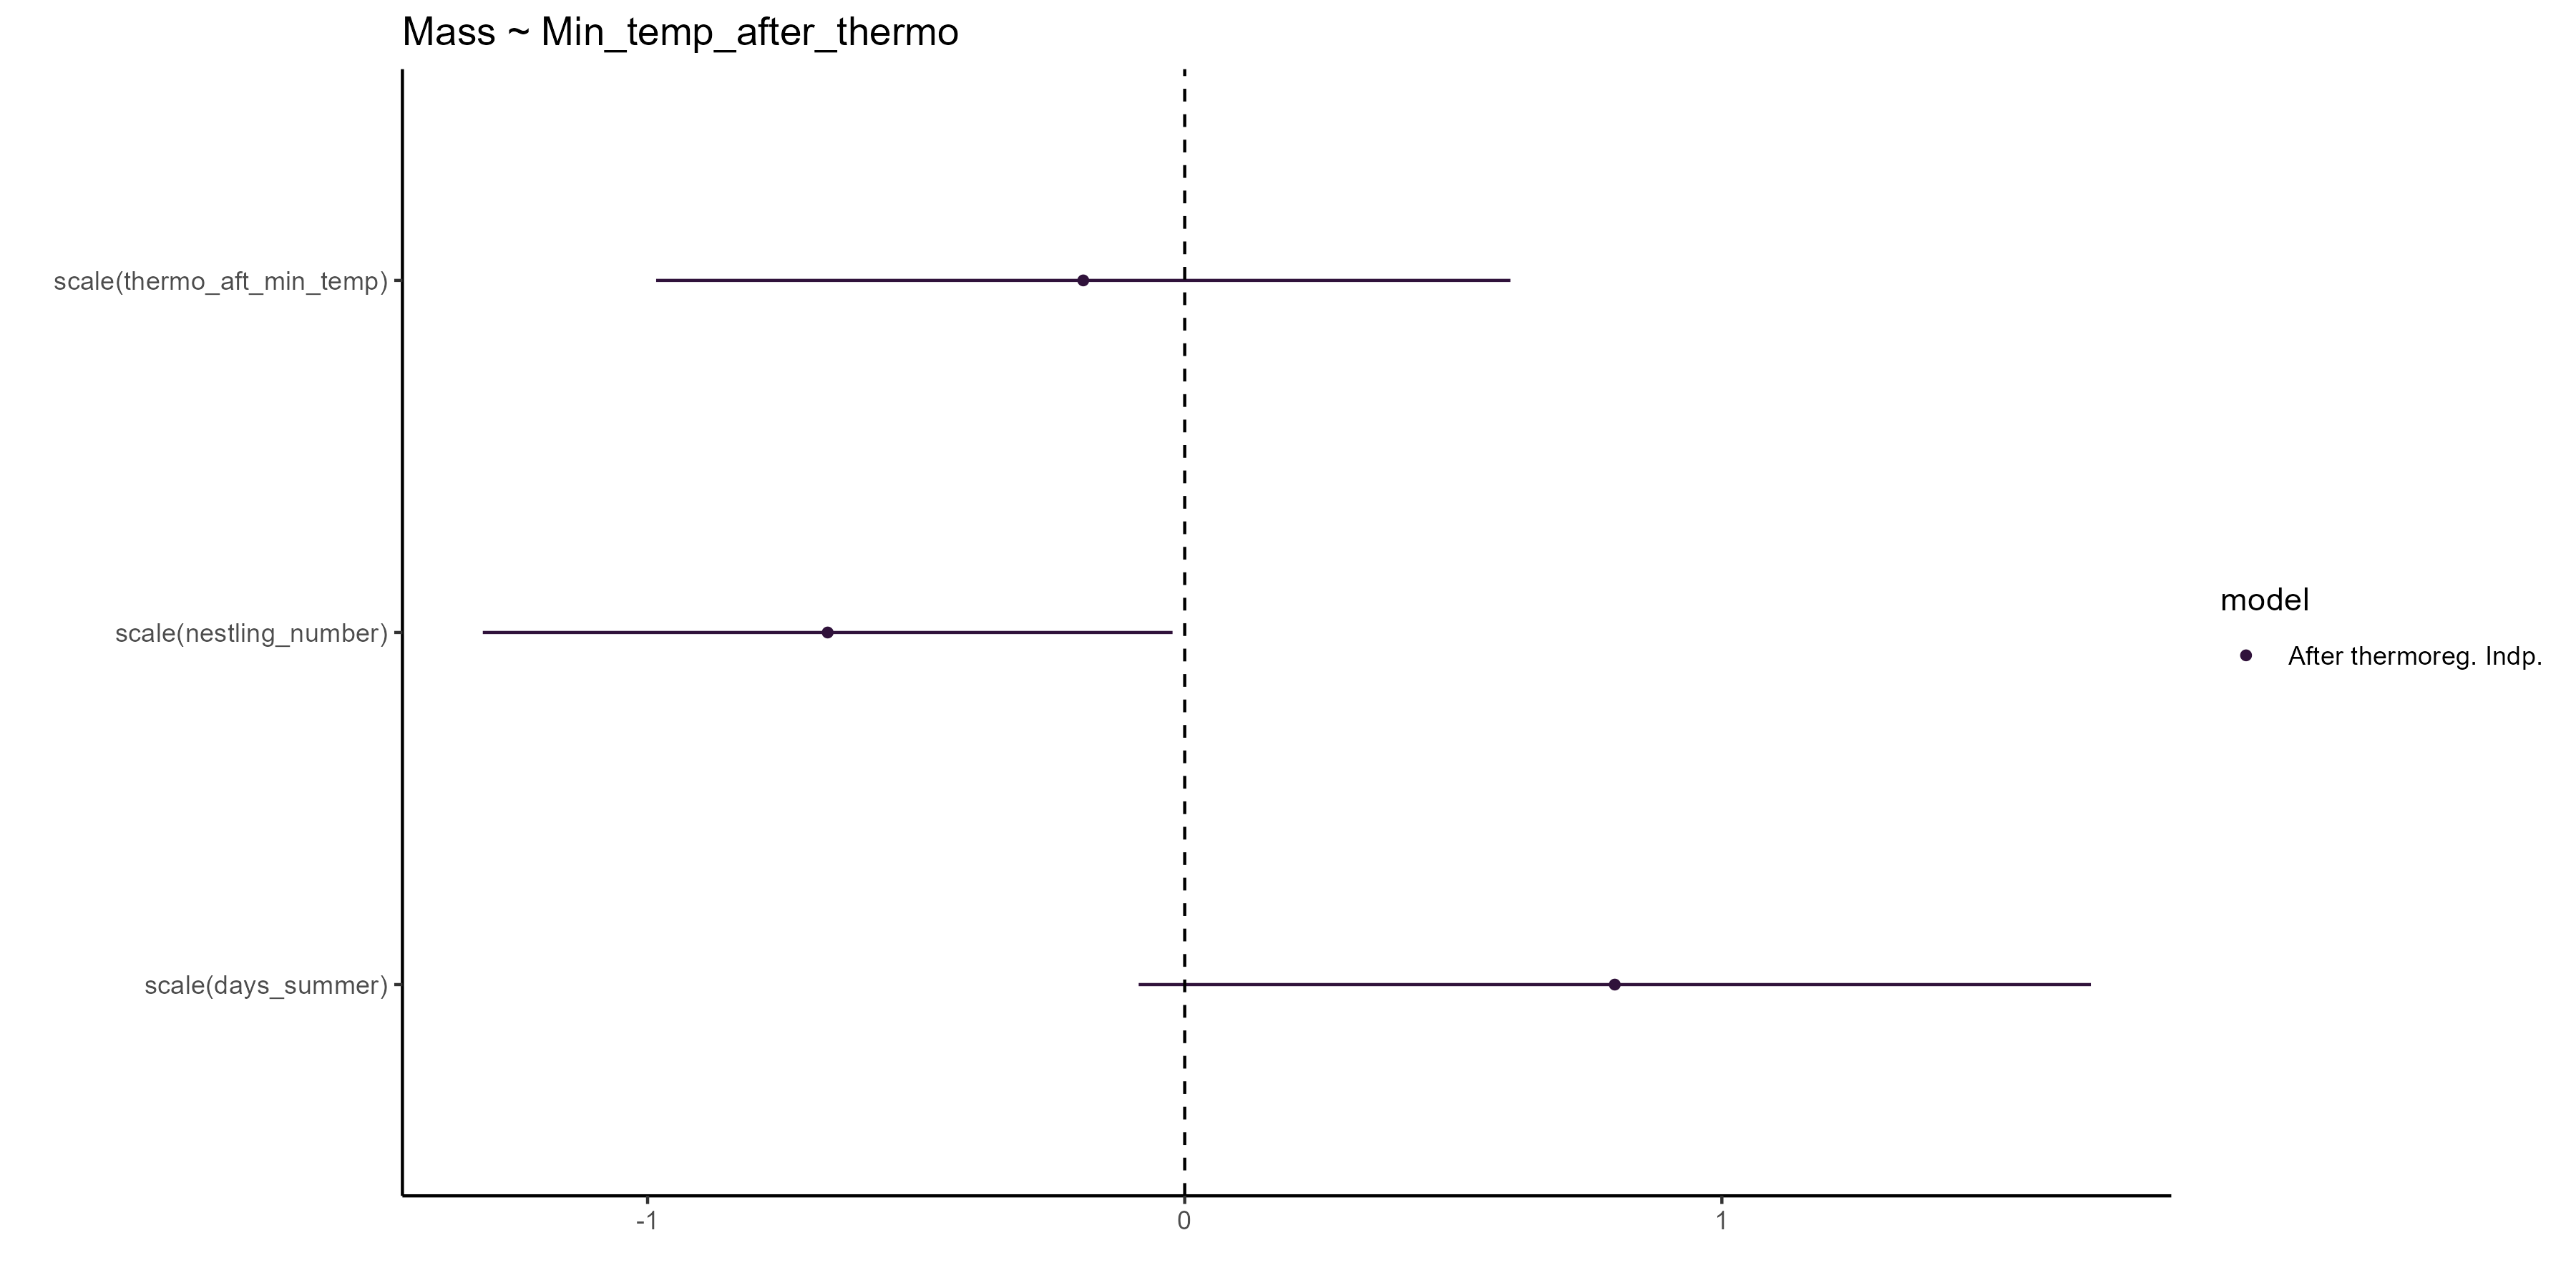 Mass ~ Min_temp_after_thermo
scale(thermo_aft_min_temp)
scale(nestling_number)
scale(days_summer)
-1
0
1
model
After thermoreg. Indp.